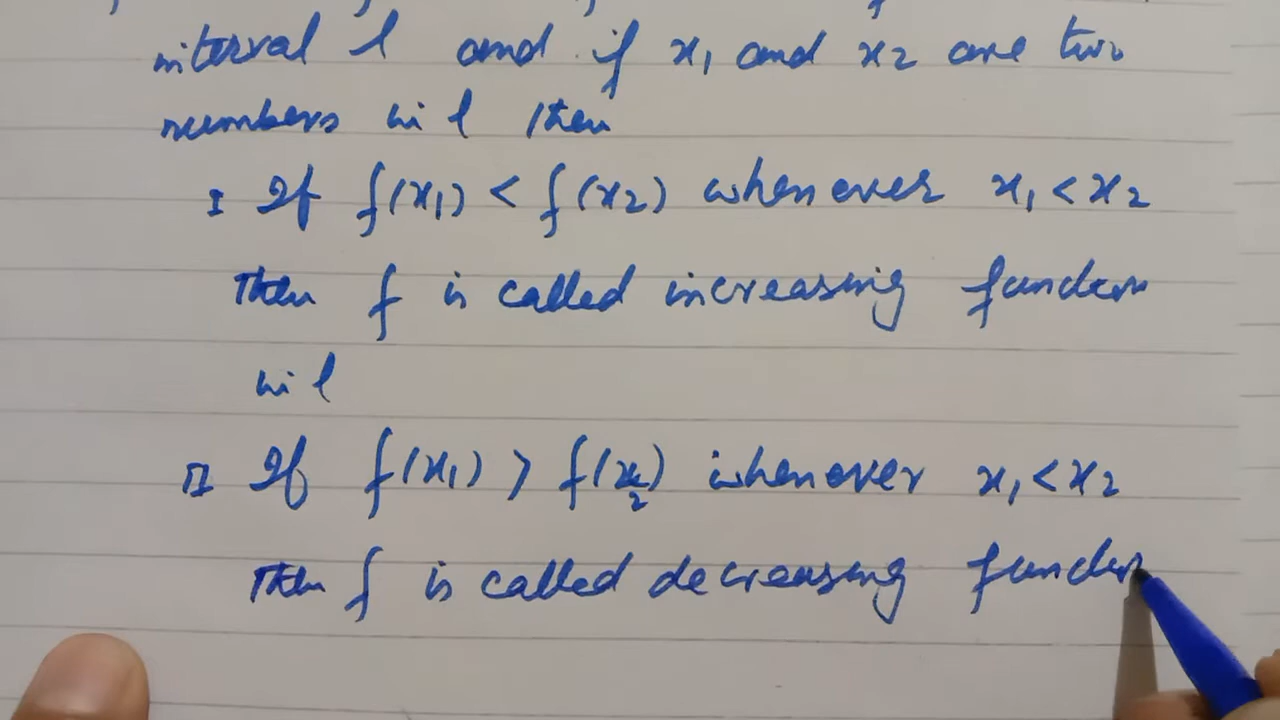 interval l and if x₁ and x₂ are two
numbers in l then
I If f(x₁) < f(x₂) whenever x₁ < x₂
Then f is called increasing function
in l
II If f(x₂) > f(x₂) whenever x₁ < x₂
Then f is called decreasing function